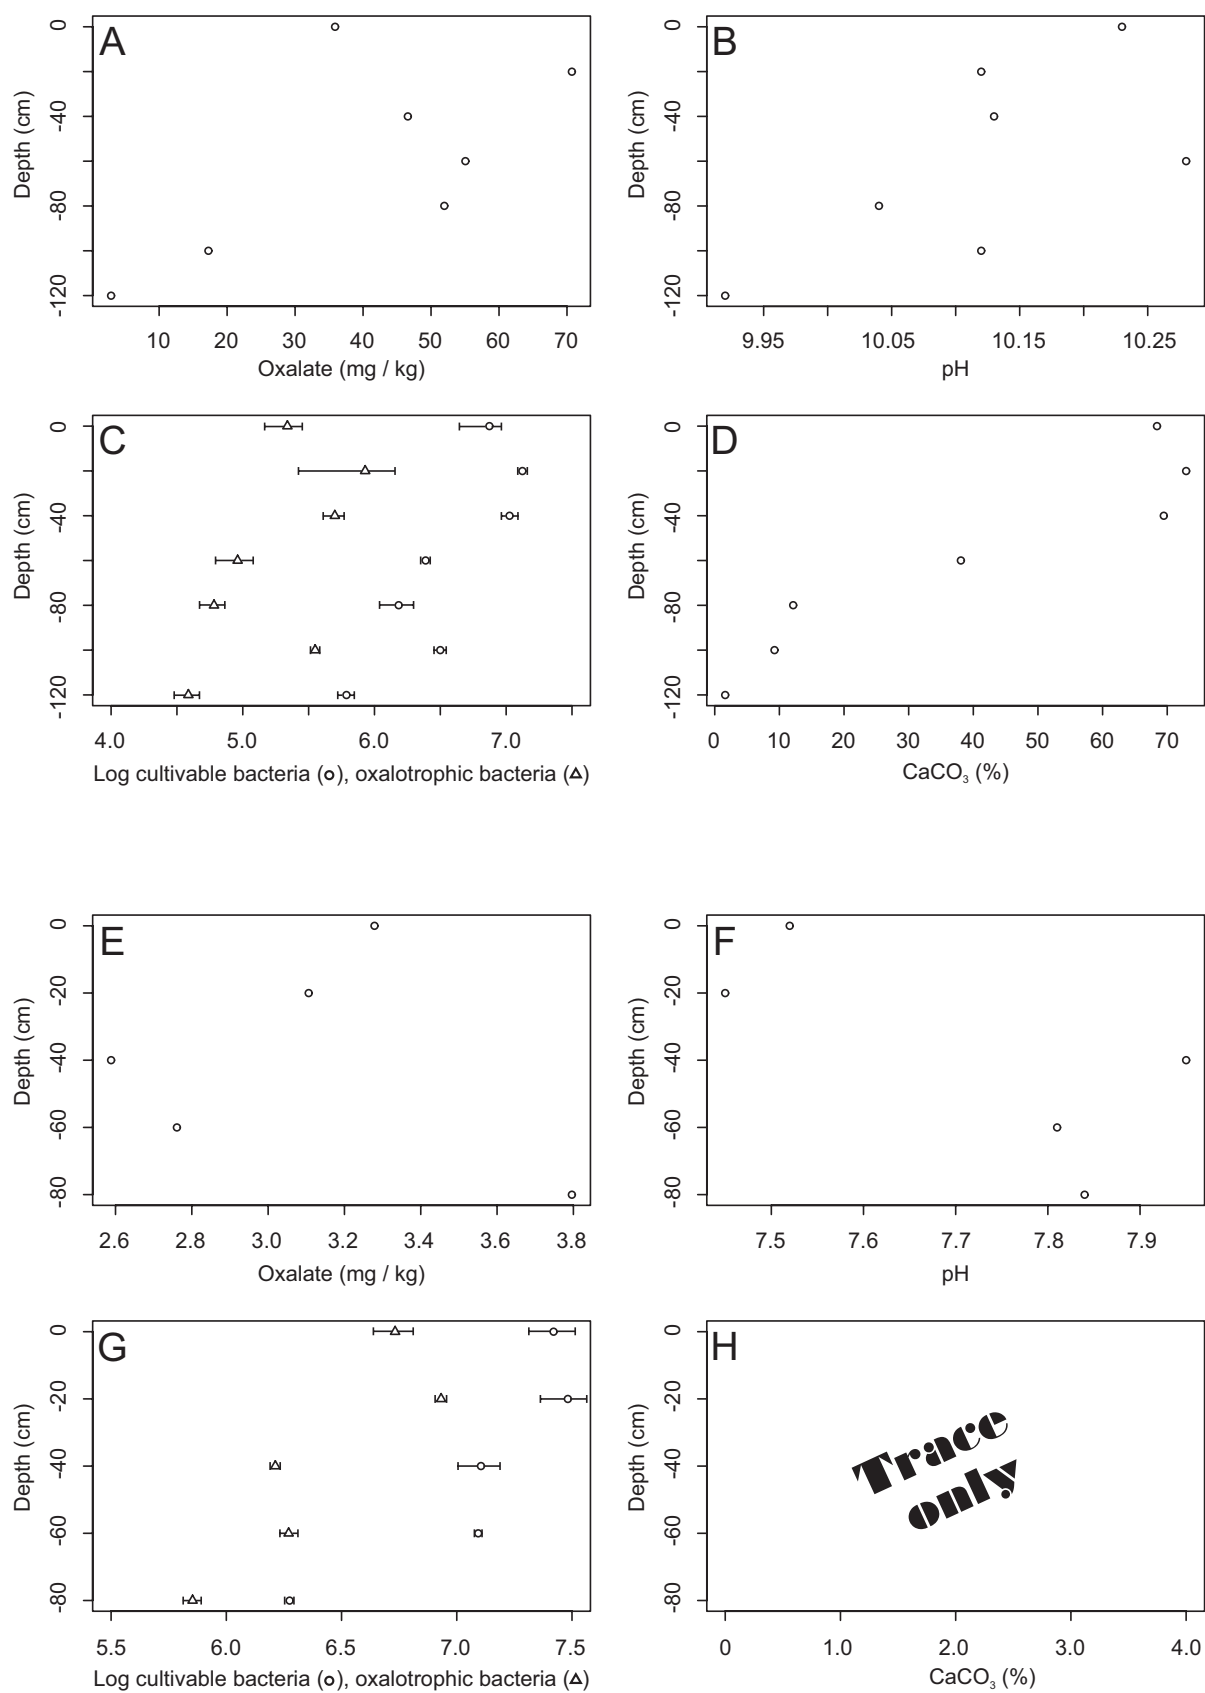 A
0
-40
-80
-120
Depth (cm)
10 20 30 40 50 60 70
Oxalate (mg / kg)
B
0
-40
-80
-120
Depth (cm)
9.95 10.05 10.15 10.25
pH
C
0
-40
-80
-120
Depth (cm)
4.0 5.0 6.0 7.0
Log cultivable bacteria (o), oxalotrophic bacteria (△)
D
0
-40
-80
-120
Depth (cm)
0 10 20 30 40 50 60 70
CaCO₃ (%)
E
0
-20
-40
-60
-80
Depth (cm)
2.6 2.8 3.0 3.2 3.4 3.6 3.8
Oxalate (mg / kg)
F
0
-20
-40
-60
-80
Depth (cm)
7.5 7.6 7.7 7.8 7.9
pH
G
0
-20
-40
-60
-80
Depth (cm)
5.5 6.0 6.5 7.0 7.5
Log cultivable bacteria (o), oxalotrophic bacteria (△)
H
0
-20
-40
-60
-80
Depth (cm)
Trace
only
0 1.0 2.0 3.0 4.0
CaCO₃ (%)